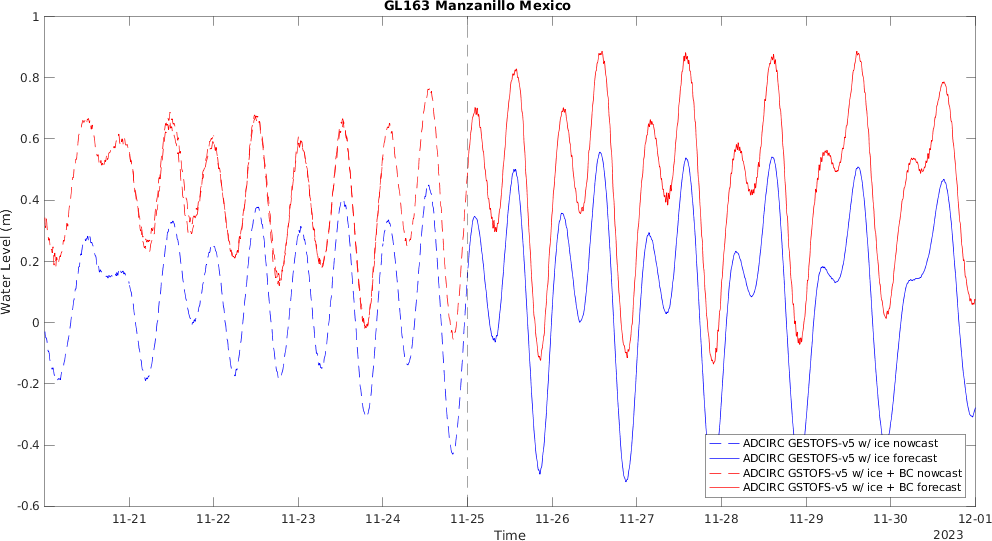 GL163 Manzanillo Mexico
1
0.8
0.6
0.4
0.2
0
-0.2
-0.4
-0.6
Water Level (m)
ADCIRC GESTOFS-v5 w/ ice nowcast
ADCIRC GESTOFS-v5 w/ ice forecast
ADCIRC GSTOFS-v5 w/ ice + BC nowcast
ADCIRC GSTOFS-v5 w/ ice + BC forecast
11-21 11-22 11-23 11-24 11-25 11-26 11-27 11-28 11-29 11-30 12-01
Time
2023